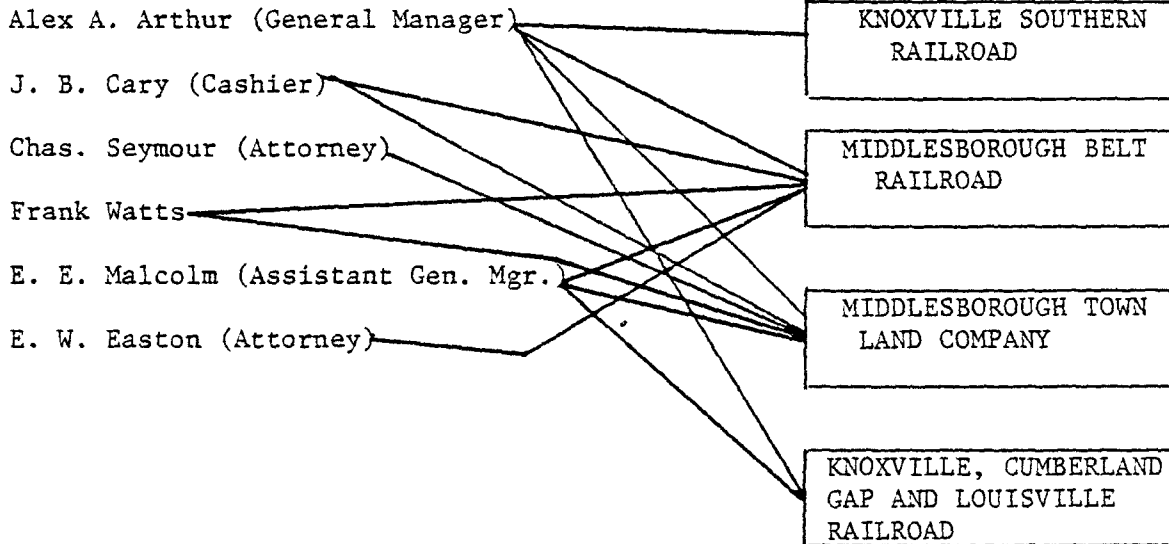 Alex A. Arthur (General Manager)
J. B. Cary (Cashier)
Chas. Seymour (Attorney)
Frank Watts
E. E. Malcolm (Assistant Gen. Mgr.)
E. W. Easton (Attorney)
KNOXVILLE SOUTHERN
RAILROAD
MIDDLESBOROUGH BELT
RAILROAD
MIDDLESBOROUGH TOWN
LAND COMPANY
KNOXVILLE, CUMBERLAND
GAP AND LOUISVILLE
RAILROAD